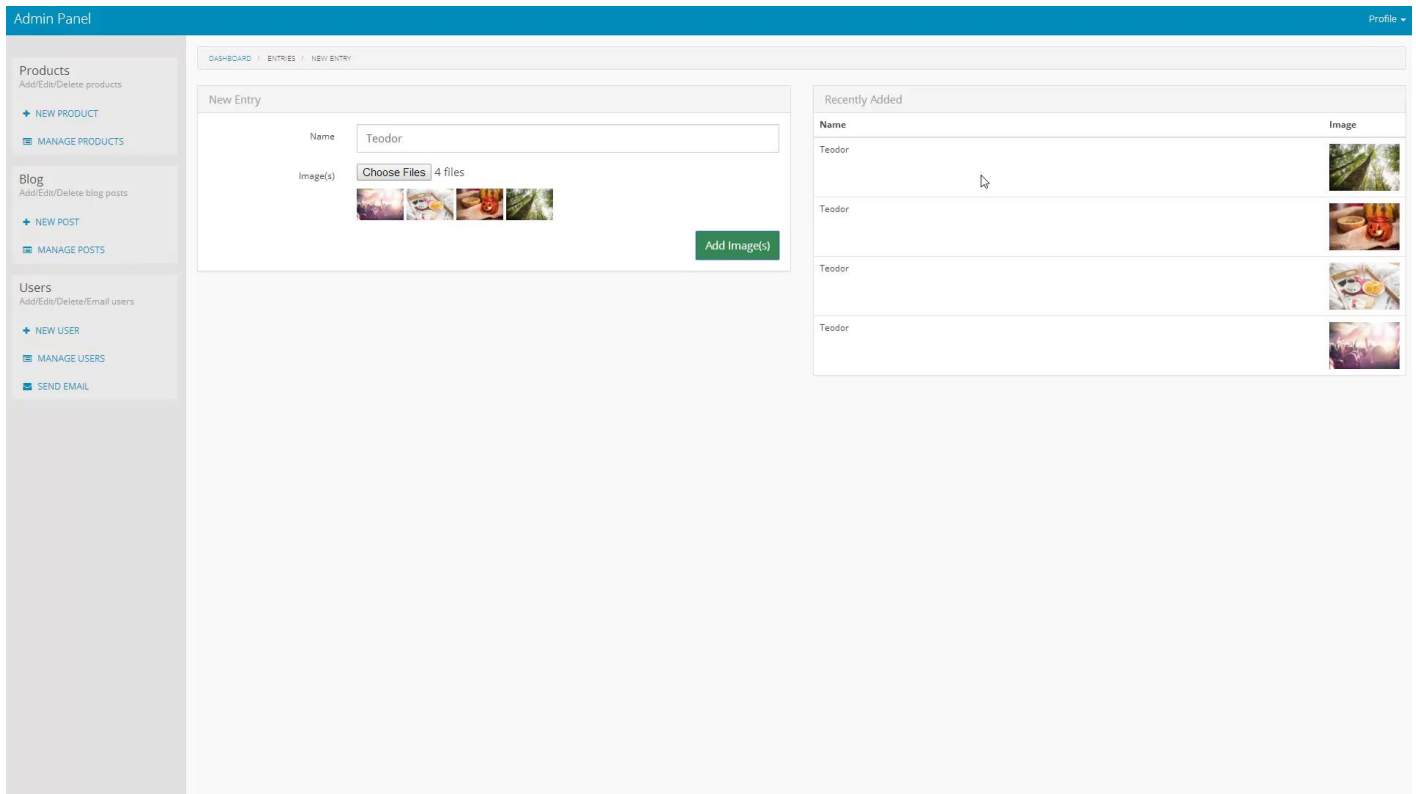 Admin Panel
Profile
Products
Add/Edit/Delete products
NEW PRODUCT
MANAGE PRODUCTS
Blog
Add/Edit/Delete blog posts
NEW POST
MANAGE POSTS
Users
Add/Edit/Delete/Email users
NEW USER
MANAGE USERS
SEND EMAIL
DASHBOARD / ENTRIES / NEW ENTRY
New Entry
Name Teodor
Image(s) Choose Files 4 files
Add Image(s)
Recently Added
Name Image
Teodor
Teodor
Teodor
Teodor